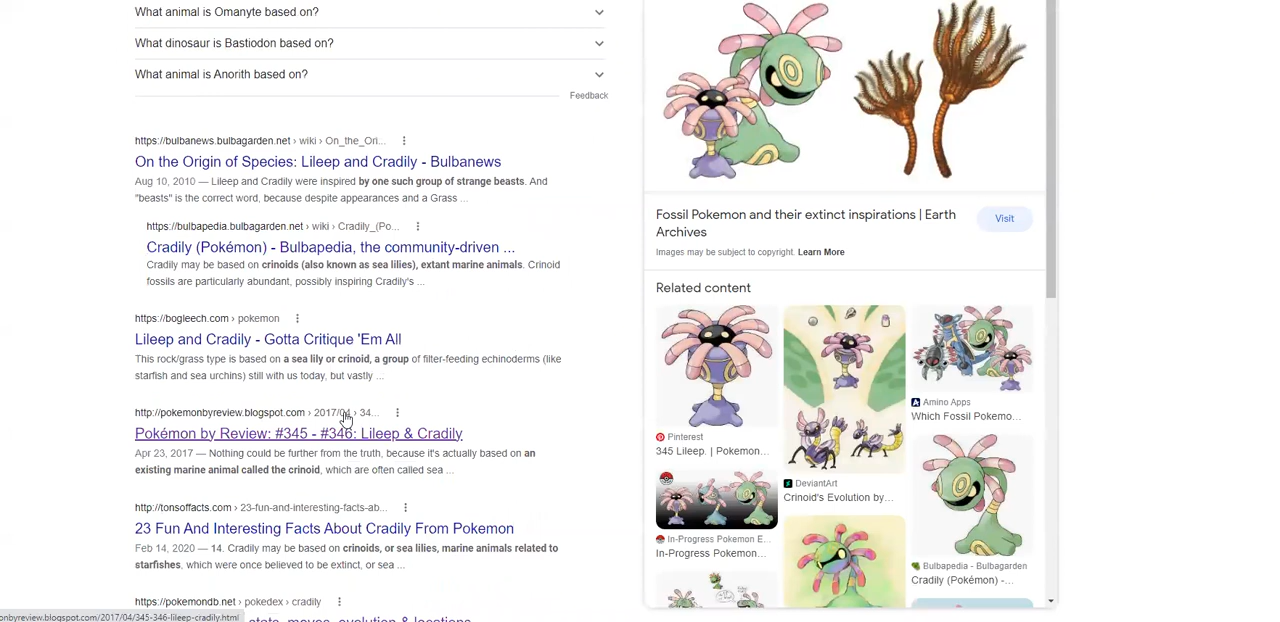 What animal is Omanyte based on?
What dinosaur is Bastiodon based on?
What animal is Anorith based on?
Feedback
https://bulbanews.bulbagarden.net › wiki › On_the_Ori...
On the Origin of Species: Lileep and Cradily - Bulbanews
Aug 10, 2010 — Lileep and Cradily were inspired by one such group of strange beasts. And
"beasts" is the correct word, because despite appearances and a Grass ...
https://bulbapedia.bulbagarden.net › wiki › Cradily_(Po...
Cradily (Pokémon) - Bulbapedia, the community-driven ...
Cradily may be based on crinoids (also known as sea lilies), extant marine animals. Crinoid
fossils are particularly abundant, possibly inspiring Cradily's ...
https://bogleech.com › pokemon
Lileep and Cradily - Gotta Critique 'Em All
This rock/grass type is based on a sea lily or crinoid, a group of filter-feeding echinoderms (like
starfish and sea urchins) still with us today, but vastly ...
http://pokemonbyreview.blogspot.com › 2017/04 › 34...
Pokémon by Review: #345 - #346: Lileep & Cradily
Apr 23, 2017 — Nothing could be further from the truth, because it's actually based on an
existing marine animal called the crinoid, which are often called sea ...
http://tonsoffacts.com › 23-fun-and-interesting-facts-ab...
23 Fun And Interesting Facts About Cradily From Pokemon
Feb 14, 2020 — 14. Cradily may be based on crinoids, or sea lilies, marine animals related to
starfishes, which were once believed to be extinct, or sea ...
https://pokemondb.net › pokedex › cradily
stats, moves, evolution & locations
onbyreview.blogspot.com/2017/04/345-346-lileep-cradily.html
Fossil Pokemon and their extinct inspirations | Earth
Archives
Visit
Images may be subject to copyright. Learn More
Related content
Pinterest
345 Lileep. | Pokemon...
DeviantArt
Crinoid's Evolution by...
Amino Apps
Which Fossil Pokemo...
In-Progress Pokemon E...
In-Progress Pokemon...
Bulbapedia - Bulbagarden
Cradily (Pokémon) -...